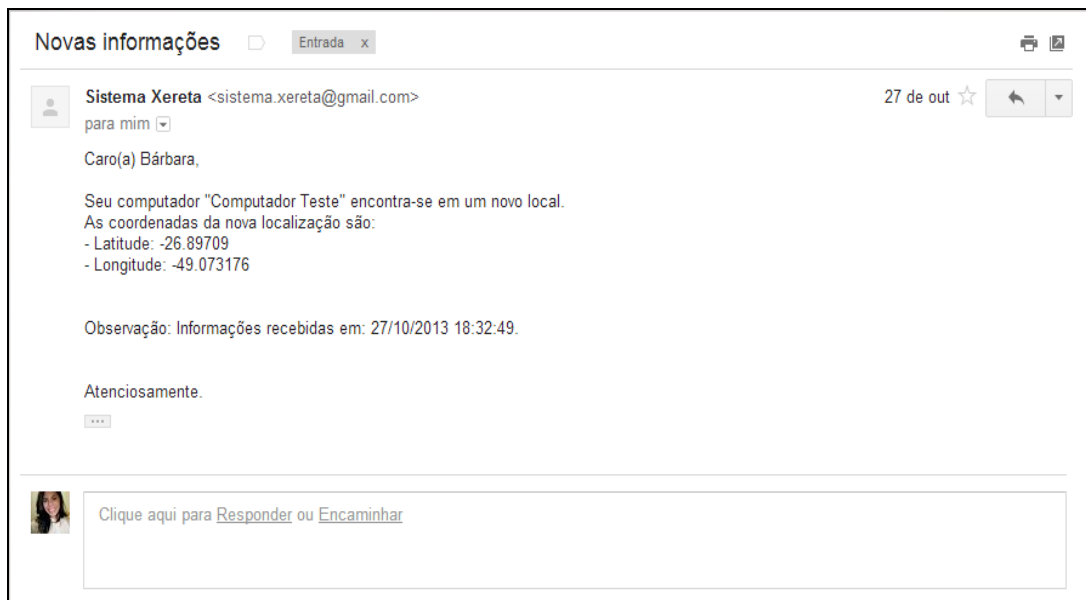 Novas informações Entrada x
Sistema Xereta <sistema.xereta@gmail.com> 27 de out
para mim
Caro(a) Bárbara,
Seu computador "Computador Teste" encontra-se em um novo local.
As coordenadas da nova localização são:
- Latitude: -26.89709
- Longitude: -49.073176
Observação: Informações recebidas em: 27/10/2013 18:32:49.
Atenciosamente.
Clique aqui para Responder ou Encaminhar